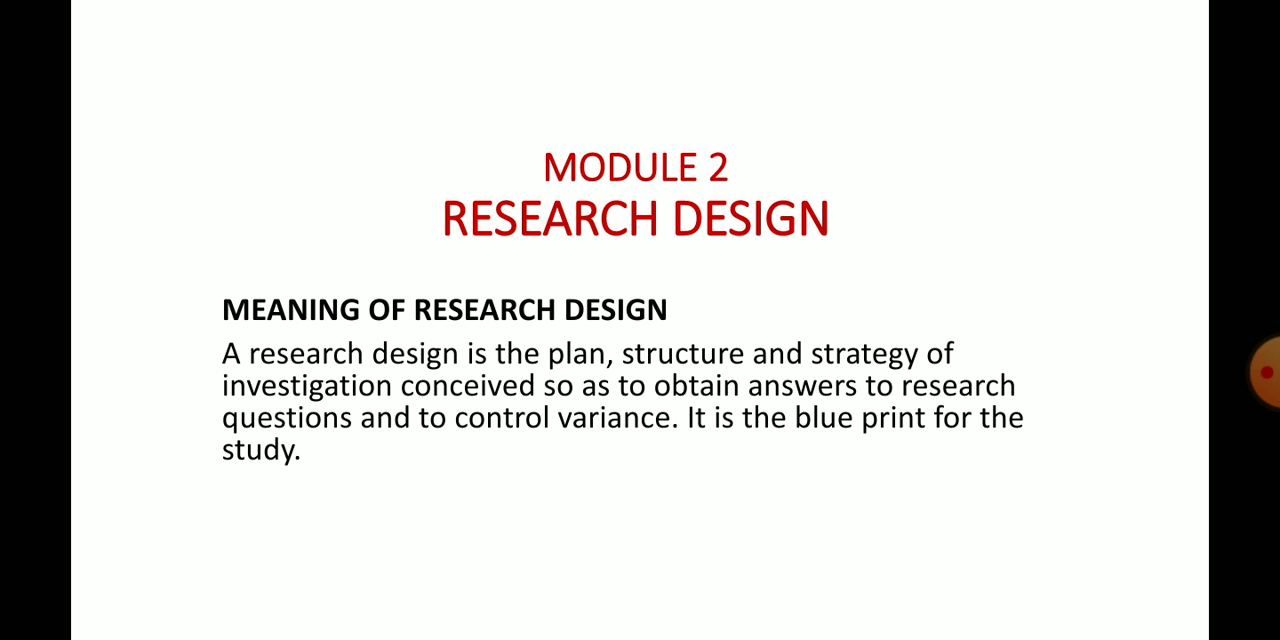 MODULE 2
RESEARCH DESIGN
MEANING OF RESEARCH DESIGN
A research design is the plan, structure and strategy of
investigation conceived so as to obtain answers to research
questions and to control variance. It is the blue print for the
study.